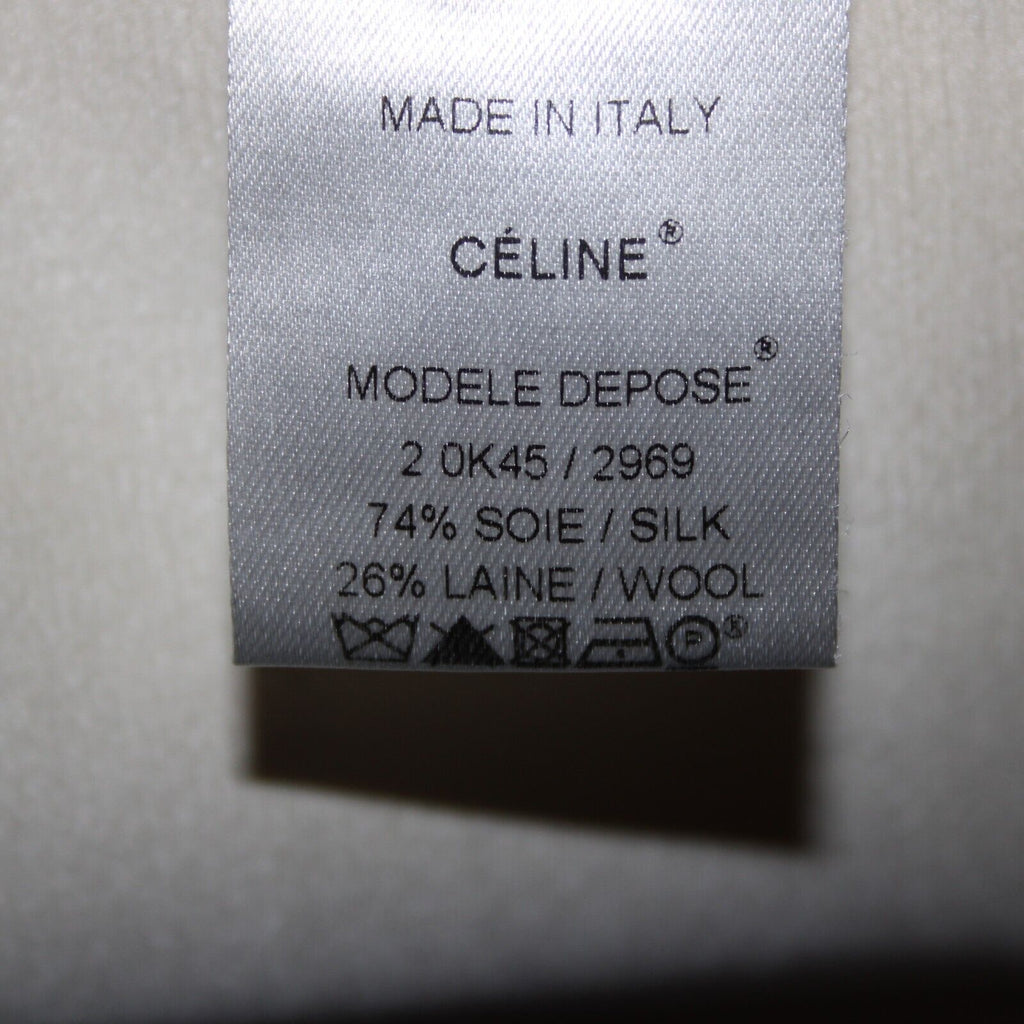 MADE IN ITALY
CÉLINE®
MODELE DEPOSE®
2 0K45 / 2969
74% SOIE / SILK
26% LAINE / WOOL
P®